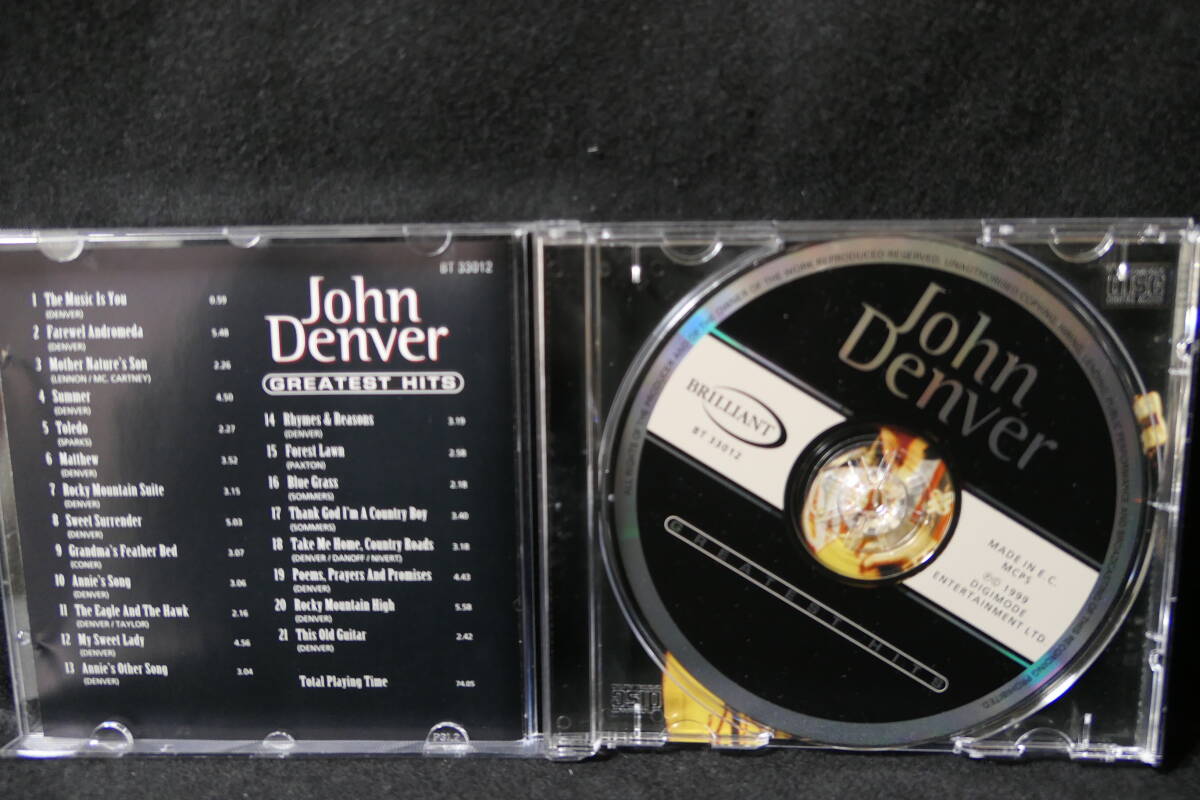 BT 33012
John
Denver
GREATEST HITS
1 The Music Is You 0.59
(DENVER)
2 Farewel Andromeda 5.48
(DENVER)
3 Mother Nature's Son 2.26
(LENNON / MC. CARTNEY)
4 Summer 4.50
(DENVER)
5 Toledo 2.27
(SPARKS)
6 Matthew 3.52
(DENVER)
7 Rocky Mountain Suite 3.15
(DENVER)
8 Sweet Surrender 5.03
(DENVER)
9 Grandma's Feather Bed 3.07
(CONER)
10 Annie's Song 3.06
(DENVER)
11 The Eagle And The Hawk 2.16
(DENVER / TAYLOR)
12 My Sweet Lady 4.56
(DENVER)
13 Annie's Other Song 3.04
(DENVER)
14 Rhymes & Reasons 3.19
(DENVER)
15 Forest Lawn 2.58
(PAXTON)
16 Blue Grass 2.18
(SOMMERS)
17 Thank God I'm A Country Boy 3.40
(SOMMERS)
18 Take Me Home, Country Roads 3.18
(DENVER / DANOFF / NIVERT)
19 Poems, Prayers And Promises 4.43
(DENVER)
20 Rocky Mountain High 5.58
(DENVER)
21 This Old Guitar 2.42
(DENVER)
Total Playing Time 74.05
P31.2
John
Denver
BRILLIANT
BT 33012
MADE IN E.C.
MCPS
℗© 1999
DIGIMODE
ENTERTAINMENT LTD
GREATEST HITS
disc
disc